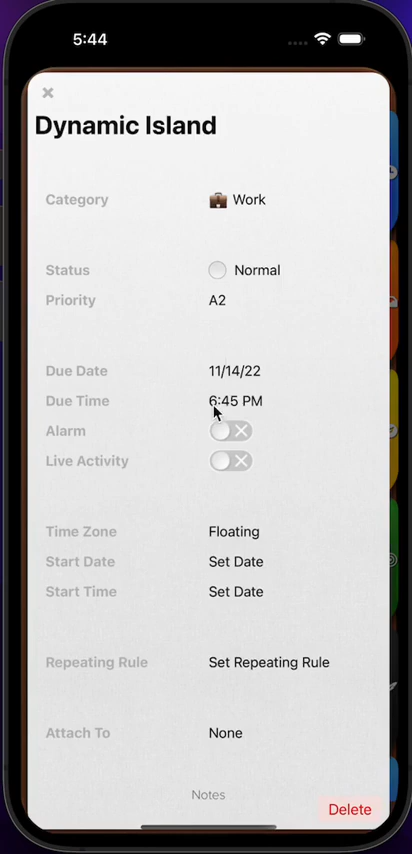 5:44
Dynamic Island
Category Work
Status Normal
Priority A2
Due Date 11/14/22
Due Time 6:45 PM
Alarm
Live Activity
Time Zone Floating
Start Date Set Date
Start Time Set Date
Repeating Rule Set Repeating Rule
Attach To None
Notes
Delete